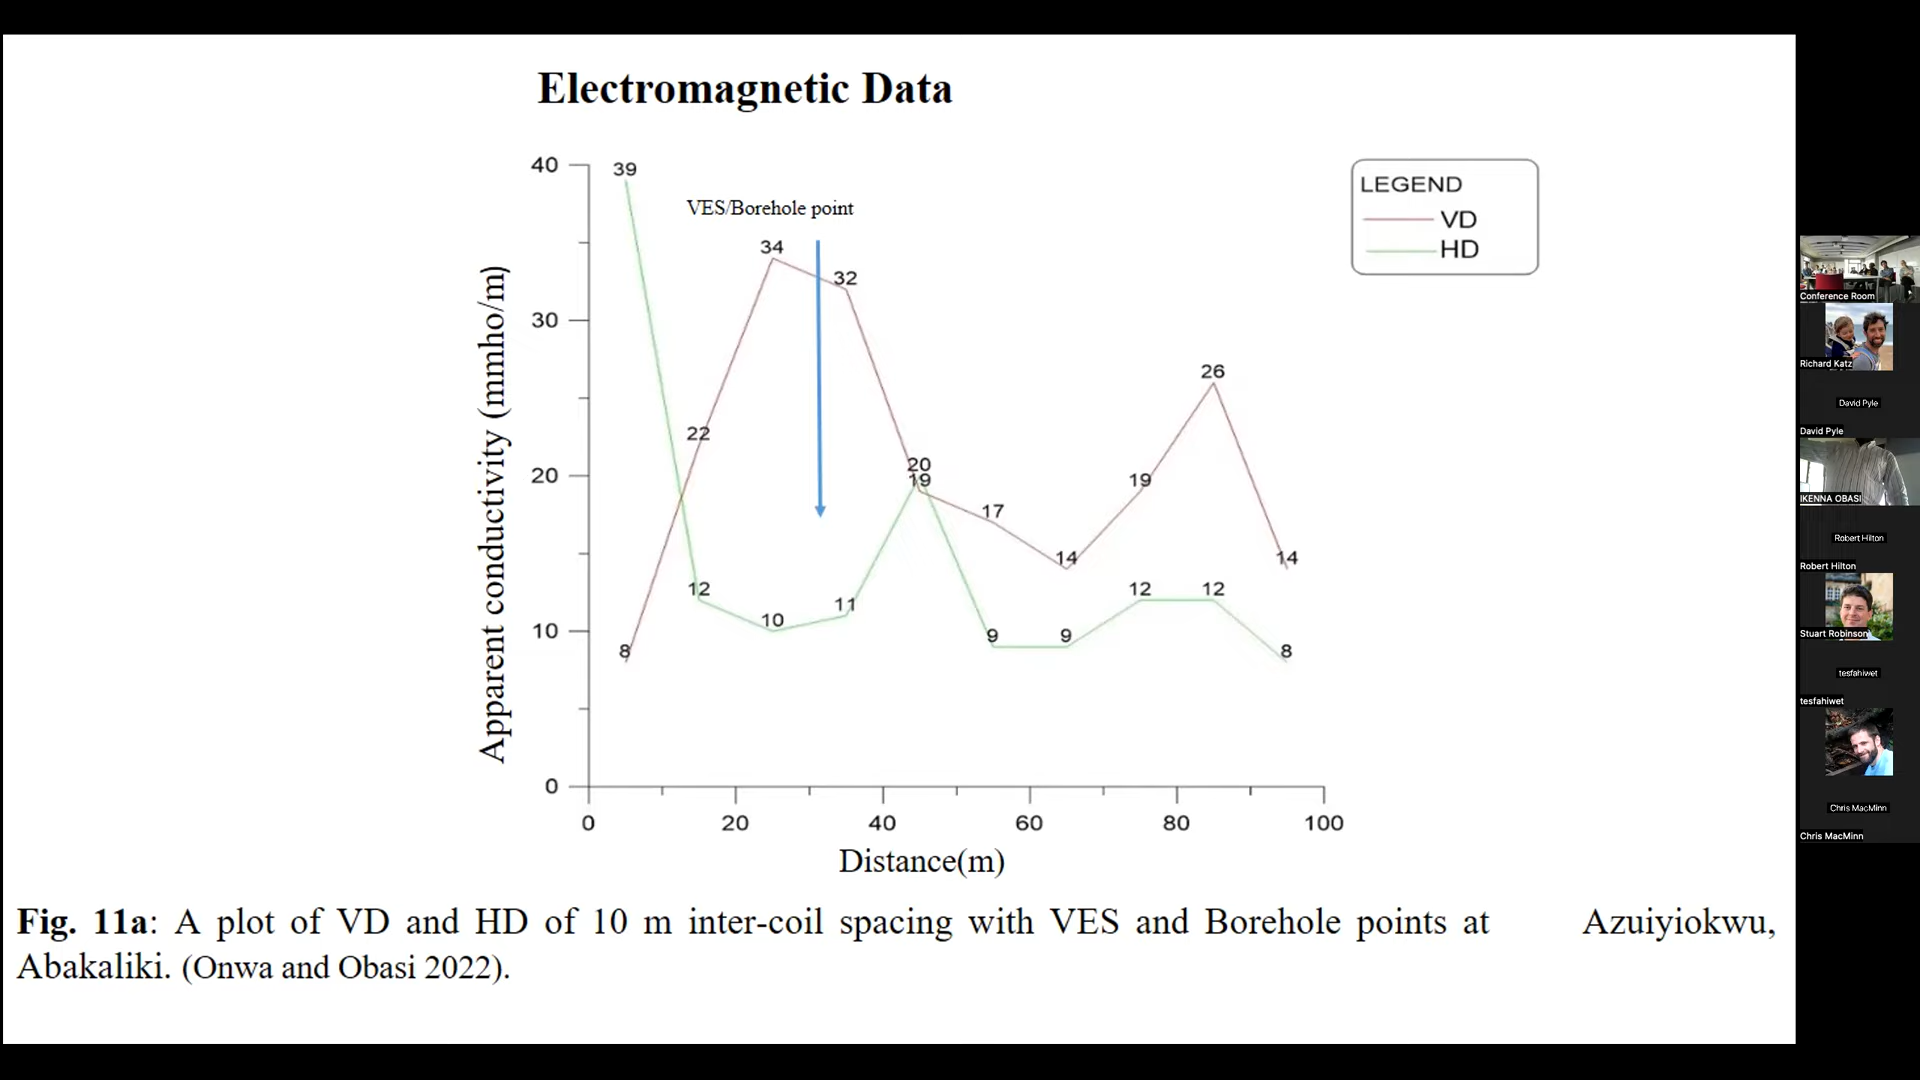 Electromagnetic Data
40
39
VES/Borehole point
34
32
30
26
22
20
20
19
19
17
14
14
12
12
12
11
10
10
9
9
8
8
0
0
20
40
60
80
100
Apparent conductivity (mmho/m)
Distance(m)
LEGEND
VD
HD
Fig. 11a: A plot of VD and HD of 10 m inter-coil spacing with VES and Borehole points at Azuiyiokwu,
Abakaliki. (Onwa and Obasi 2022).
Conference Room
Richard Katz
David Pyle
David Pyle
IKENNA OBASI
Robert Hilton
Robert Hilton
Stuart Robinson
tesfahiwet
tesfahiwet
Chris MacMinn
Chris MacMinn